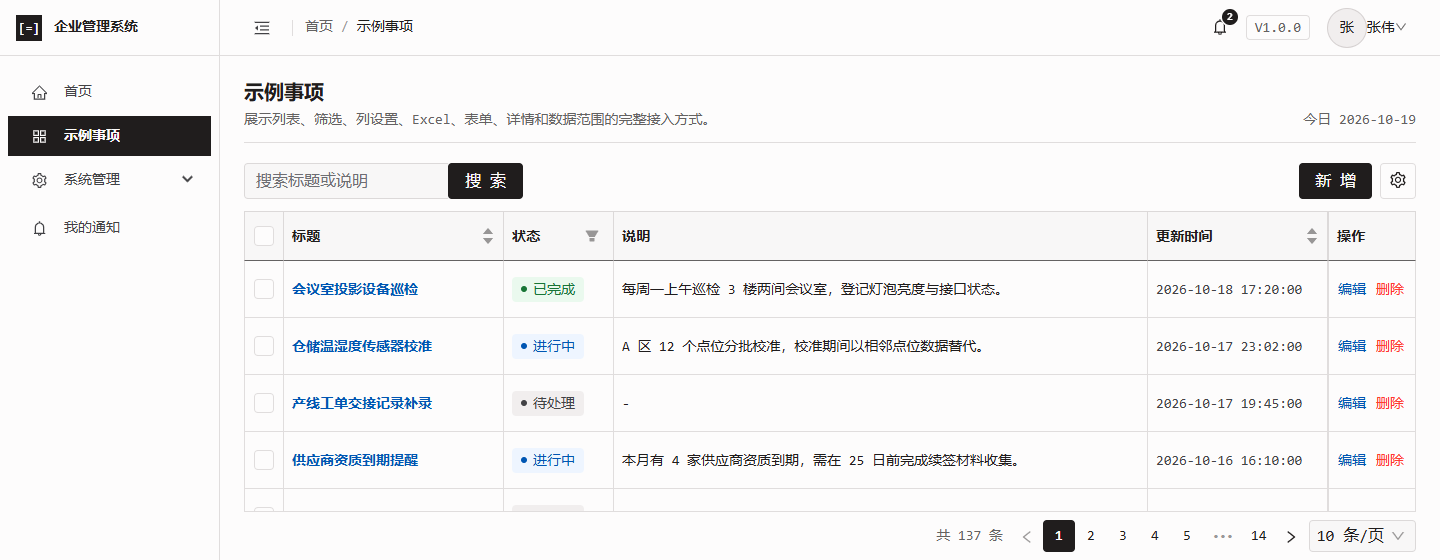 [=] 企业管理系统
首页 / 示例事项
2
V1.0.0
张 张伟
首页
示例事项
系统管理
我的通知
示例事项
展示列表、筛选、列设置、Excel、表单、详情和数据范围的完整接入方式。
今日 2026-10-19
搜索标题或说明 搜 索
新 增
标题 状态 说明 更新时间 操作
会议室投影设备巡检 已完成 每周一上午巡检 3 楼两间会议室，登记灯泡亮度与接口状态。 2026-10-18 17:20:00 编辑 删除
仓储温湿度传感器校准 进行中 A 区 12 个点位分批校准，校准期间以相邻点位数据替代。 2026-10-17 23:02:00 编辑 删除
产线工单交接记录补录 待处理 - 2026-10-17 19:45:00 编辑 删除
供应商资质到期提醒 进行中 本月有 4 家供应商资质到期，需在 25 日前完成续签材料收集。 2026-10-16 16:10:00 编辑 删除
共 137 条 < 1 2 3 4 5 ••• 14 > 10 条/页